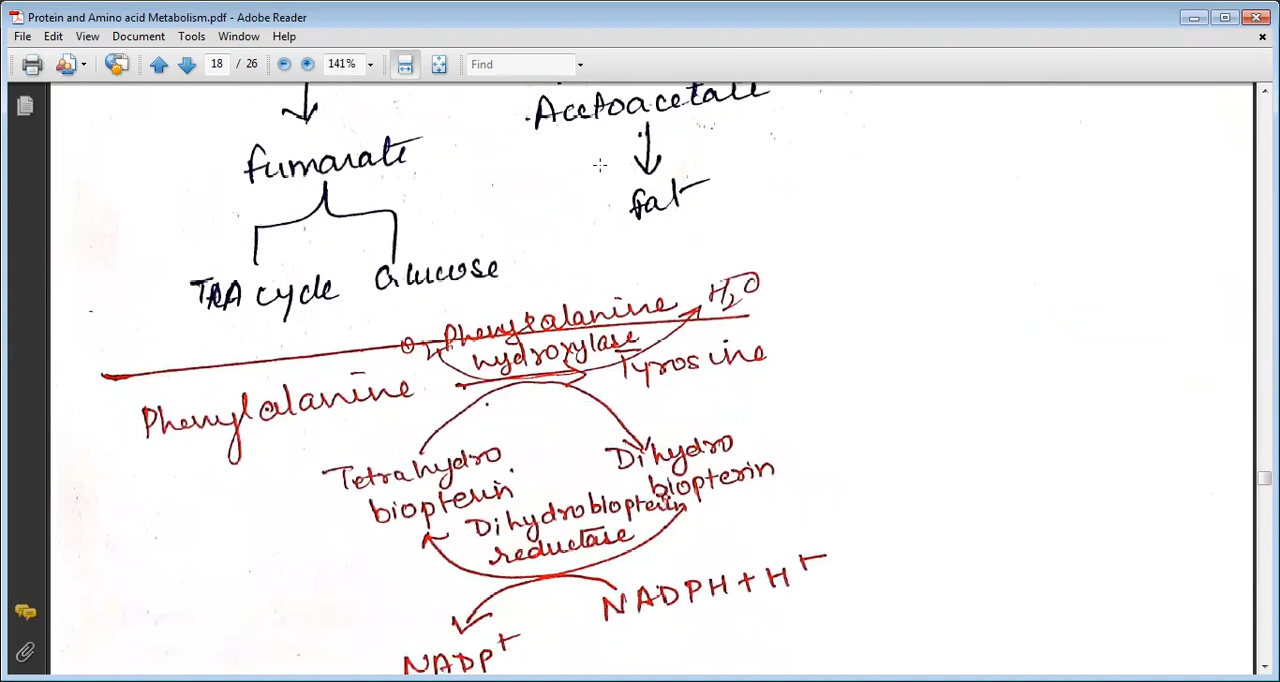 Protein and Amino acid Metabolism.pdf - Adobe Reader
File Edit View Document Tools Window Help
18 / 26 141% Find
Acetoacetate
fumarate
fat
TCA cycle Glucose
Phenylalanine H2O
O2 hydroxylase
Phenylalanine Tyrosine
Tetrahydro Dihydro
biopterin biopterin
Dihydrobiopterin
reductase
NADPH + H+
NADP+